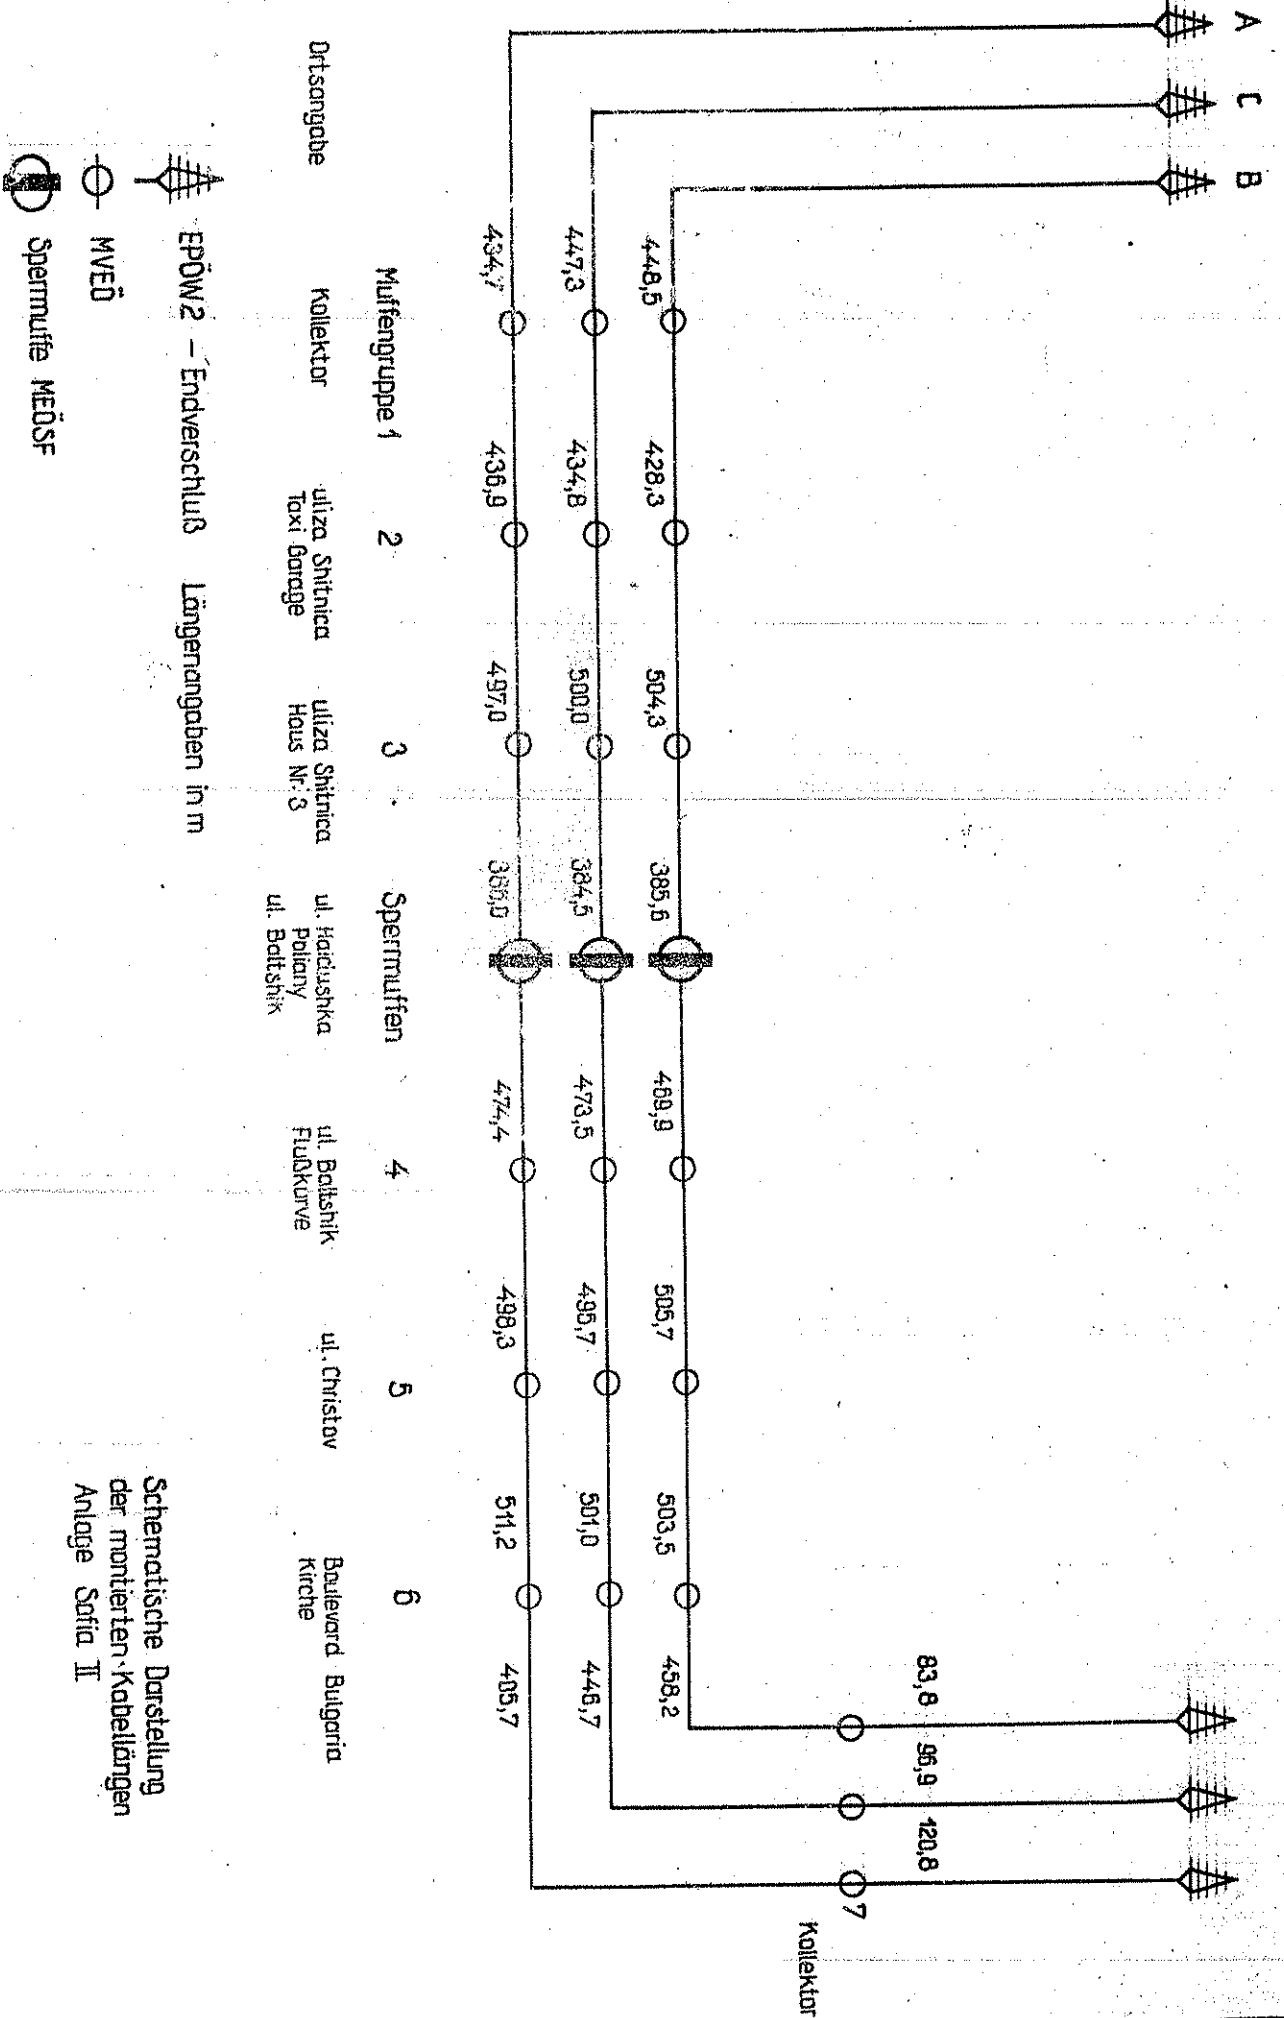 A
C
B
448,5 428,3 504,3 385,6 469,9 505,7 503,5 458,2
447,3 434,8 500,0 384,5 473,5 495,7 501,0 446,7
434,7 436,9 497,0 474,4 498,3 511,2 405,7
83,8
96,9
120,8
7
Kollektor
Muffengruppe 1 2 3 Sperrmuffen 4 5 6
Ortsangabe
Kollektor
uliza Shitnica
Taxi Garage
uliza Shitnica
Haus Nr. 3
ul. Haidushka
Poliany
ul. Baltshik
ul. Baltshik
Flußkurve
ul. Christov
Boulevard Bulgaria
Kirche
EPÖW2 – Endverschluß Längenangaben in m
MVEÖ
Sperrmuffe MEÖSF
Schematische Darstellung
der montierten Kabellängen
Anlage Sofia II